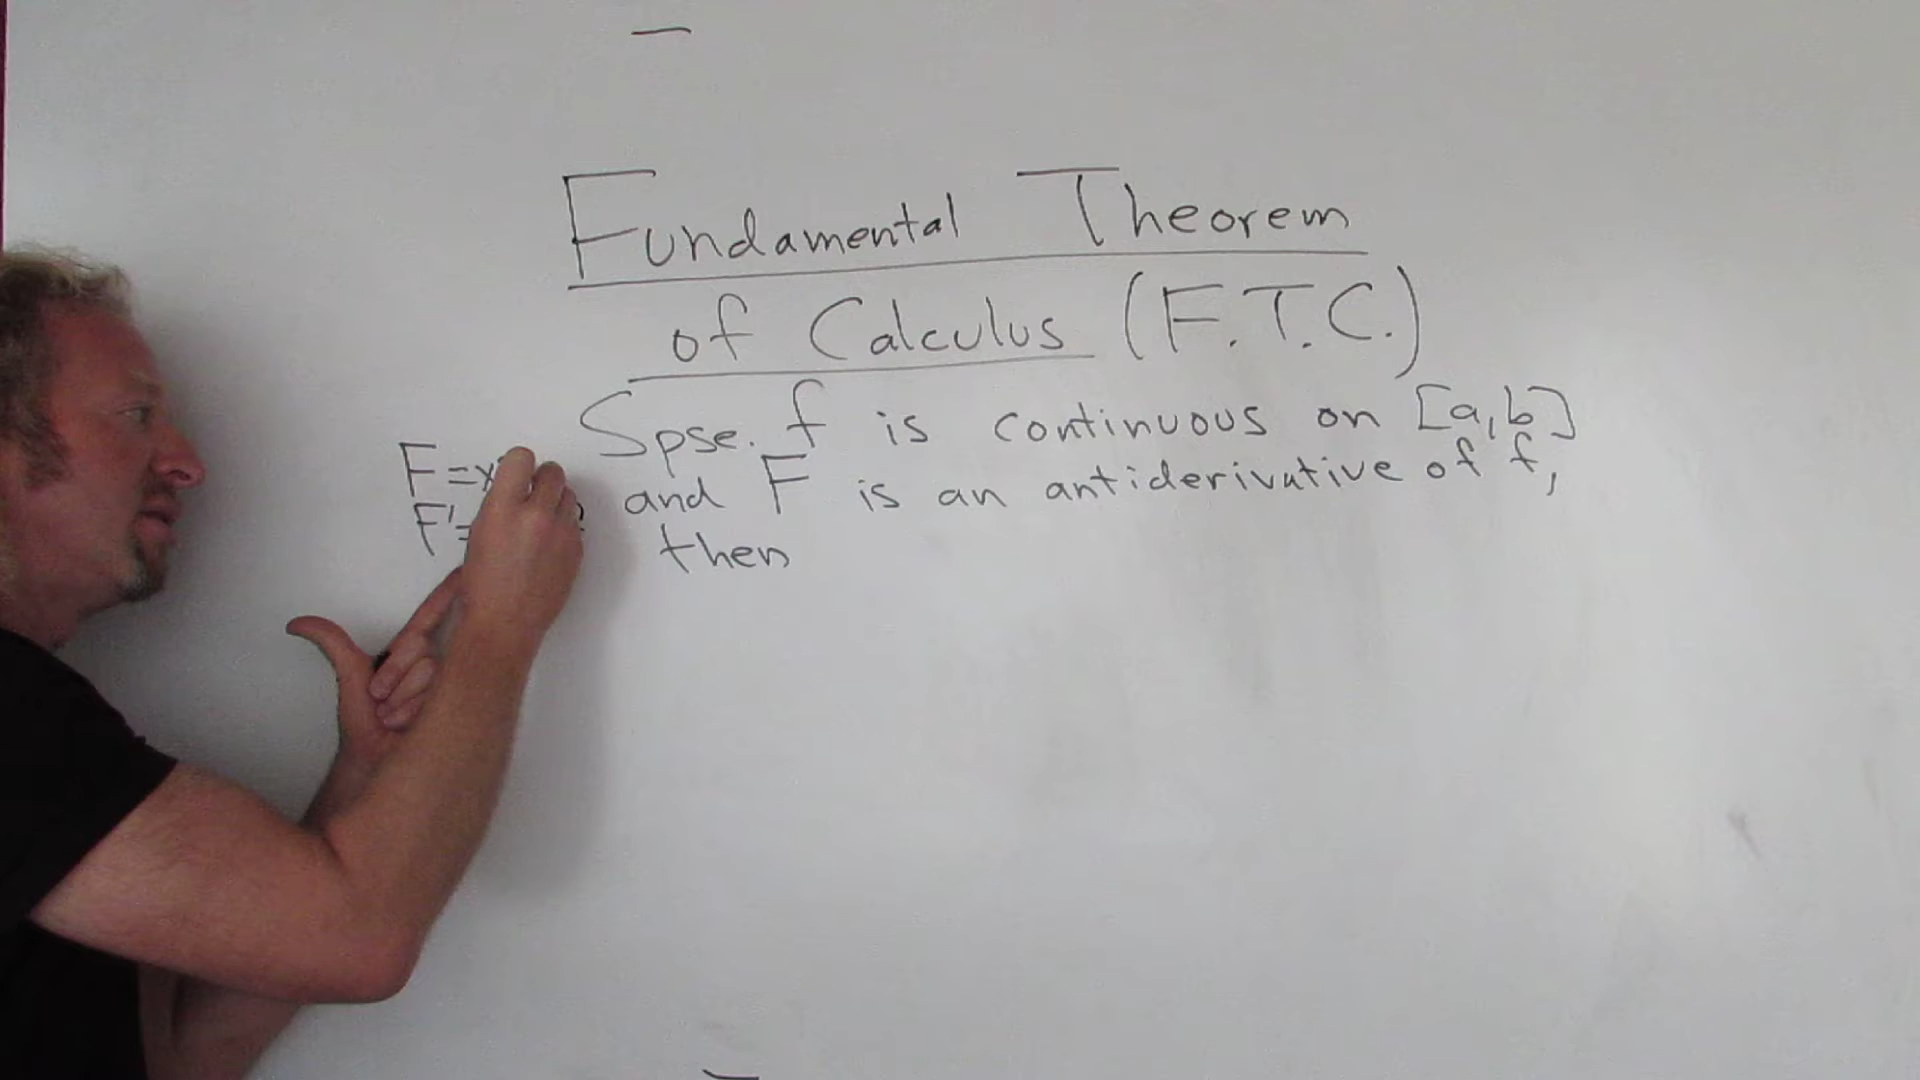 Fundamental Theorem
of Calculus (F.T.C.)
Spse. f is continuous on [a,b]
and F is an antiderivative of f,
then
F=x
F'=